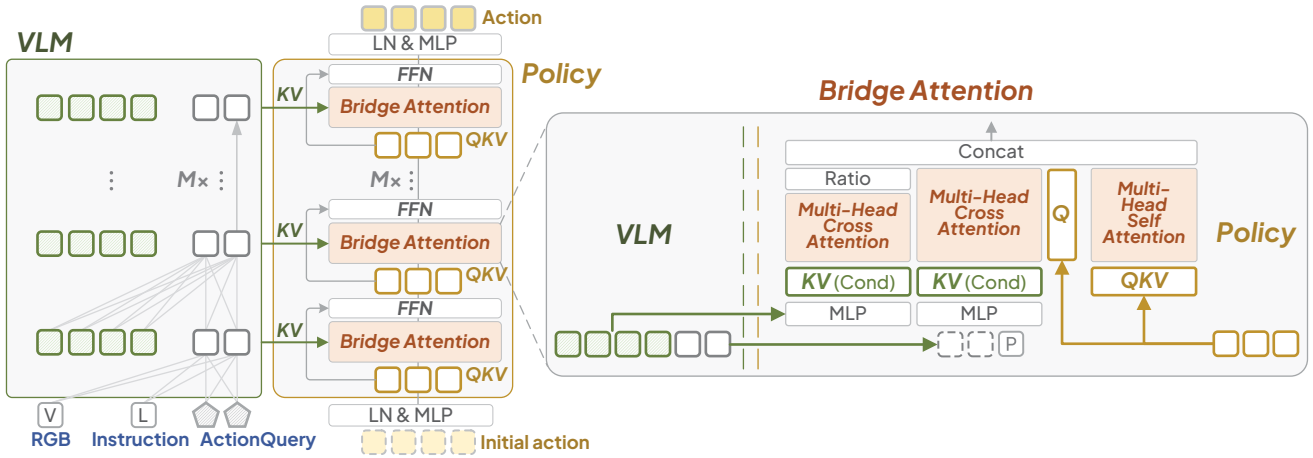 VLM
Action
LN & MLP
Policy
FFN
KV
Bridge Attention
QKV
M×
⋮
M×
⋮
FFN
KV
Bridge Attention
QKV
FFN
KV
Bridge Attention
QKV
LN & MLP
Initial action
V
L
RGB
Instruction
ActionQuery
Bridge Attention
Concat
Ratio
Multi-Head
Cross
Attention
Multi-Head
Cross
Attention
Q
Multi-
Head
Self
Attention
VLM
Policy
KV (Cond)
KV (Cond)
QKV
MLP
MLP
P